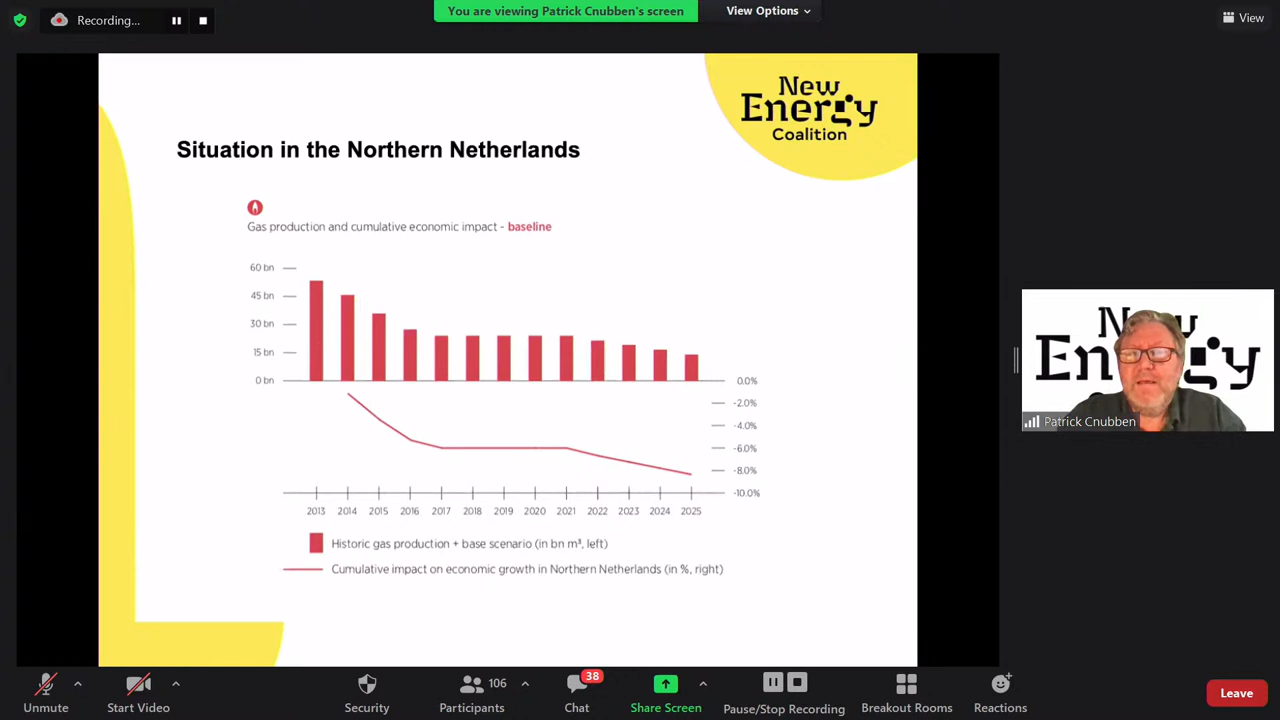 Recording...
You are viewing Patrick Cnubben's screen
View Options
View
New
Energy
Coalition
Situation in the Northern Netherlands
Gas production and cumulative economic impact - baseline
60 bn
45 bn
30 bn
15 bn
0 bn
0.0%
-2.0%
-4.0%
-6.0%
-8.0%
-10.0%
2013 2014 2015 2016 2017 2018 2019 2020 2021 2022 2023 2024 2025
Historic gas production + base scenario (in bn m³, left)
Cumulative impact on economic growth in Northern Netherlands (in %, right)
New
Energy
Patrick Cnubben
Unmute
Start Video
Security
106
Participants
38
Chat
Share Screen
Pause/Stop Recording
Breakout Rooms
Reactions
Leave